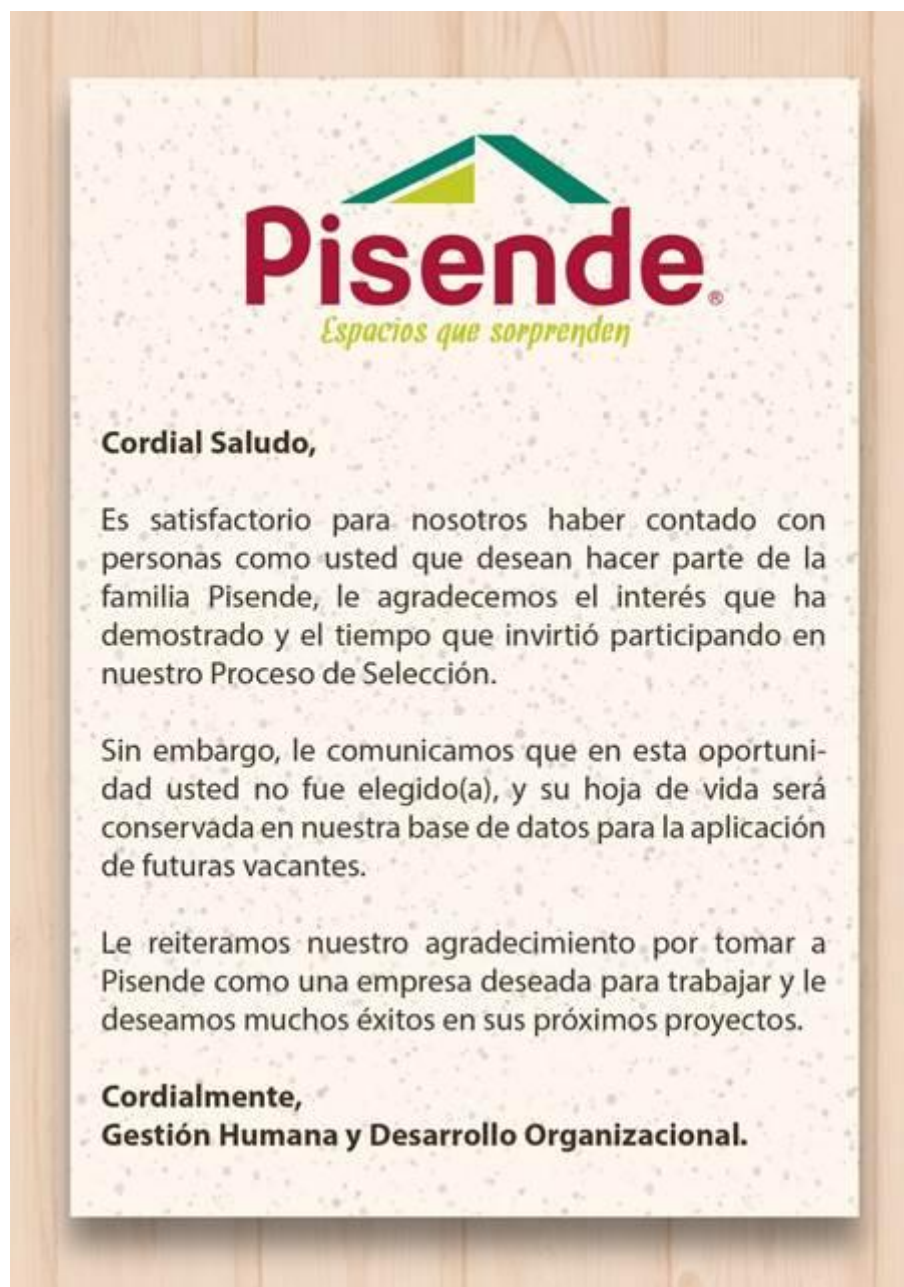 Pisende®
Espacios que sorprenden
Cordial Saludo,
Es satisfactorio para nosotros haber contado con
personas como usted que desean hacer parte de la
familia Pisende, le agradecemos el interés que ha
demostrado y el tiempo que invirtió participando en
nuestro Proceso de Selección.
Sin embargo, le comunicamos que en esta oportuni-
dad usted no fue elegido(a), y su hoja de vida será
conservada en nuestra base de datos para la aplicación
de futuras vacantes.
Le reiteramos nuestro agradecimiento por tomar a
Pisende como una empresa deseada para trabajar y le
deseamos muchos éxitos en sus próximos proyectos.
Cordialmente,
Gestión Humana y Desarrollo Organizacional.